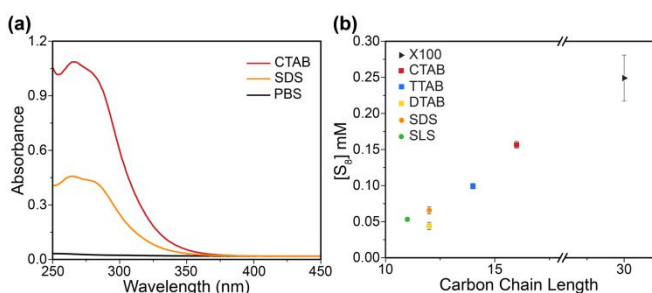 (a)
1.2
0.9
0.6
0.3
0.0
Absorbance
250 300 350 400 450
Wavelength (nm)
CTAB
SDS
PBS
(b)
0.30
0.25
0.20
0.15
0.10
0.05
0.00
[S₈] mM
10 15 30
Carbon Chain Length
X100
CTAB
TTAB
DTAB
SDS
SLS